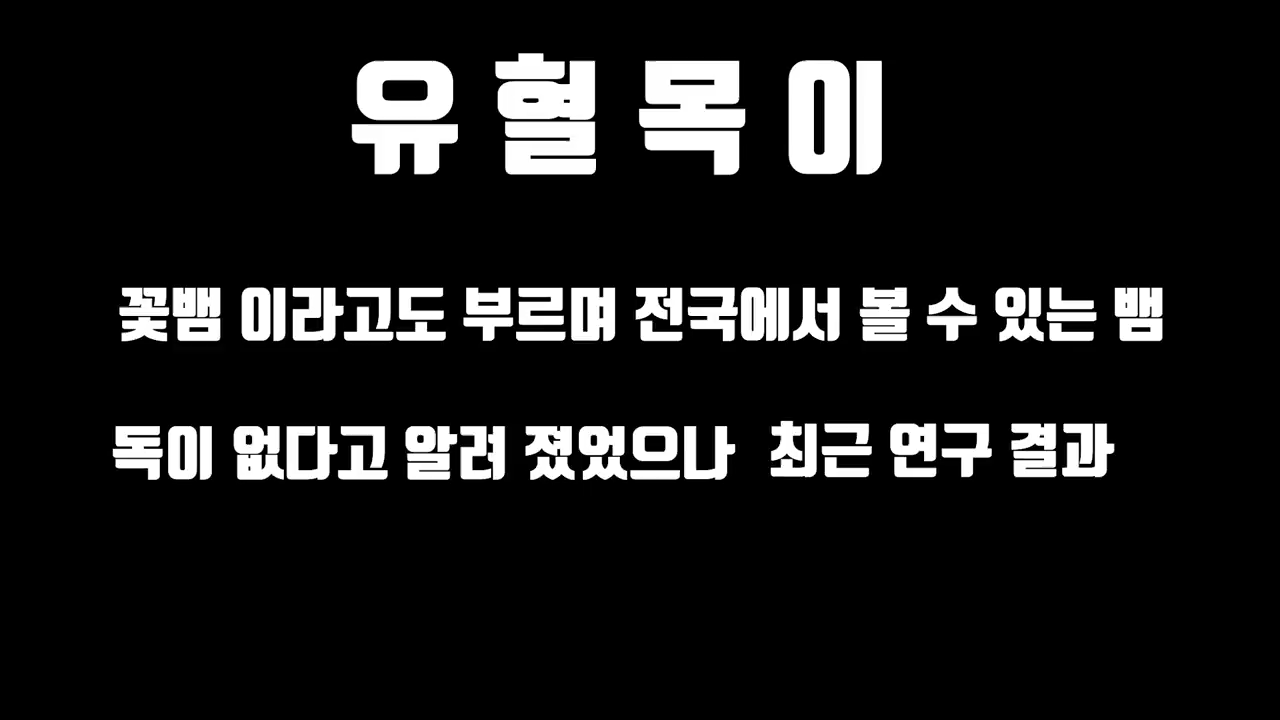 유혈목이
꽃뱀 이라고도 부르며 전국에서 볼 수 있는 뱀
독이 없다고 알려 졌었으나 최근 연구 결과